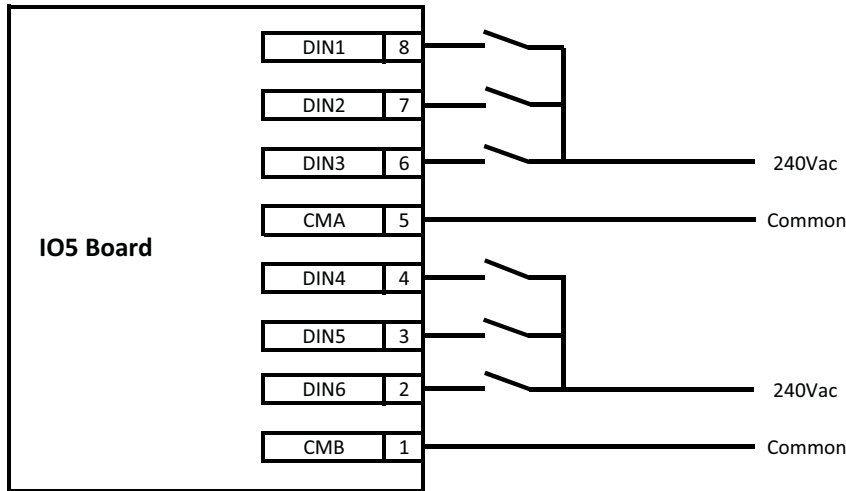 DIN1 8
DIN2 7
DIN3 6
240Vac
CMA 5
Common
IO5 Board
DIN4 4
DIN5 3
DIN6 2
240Vac
CMB 1
Common